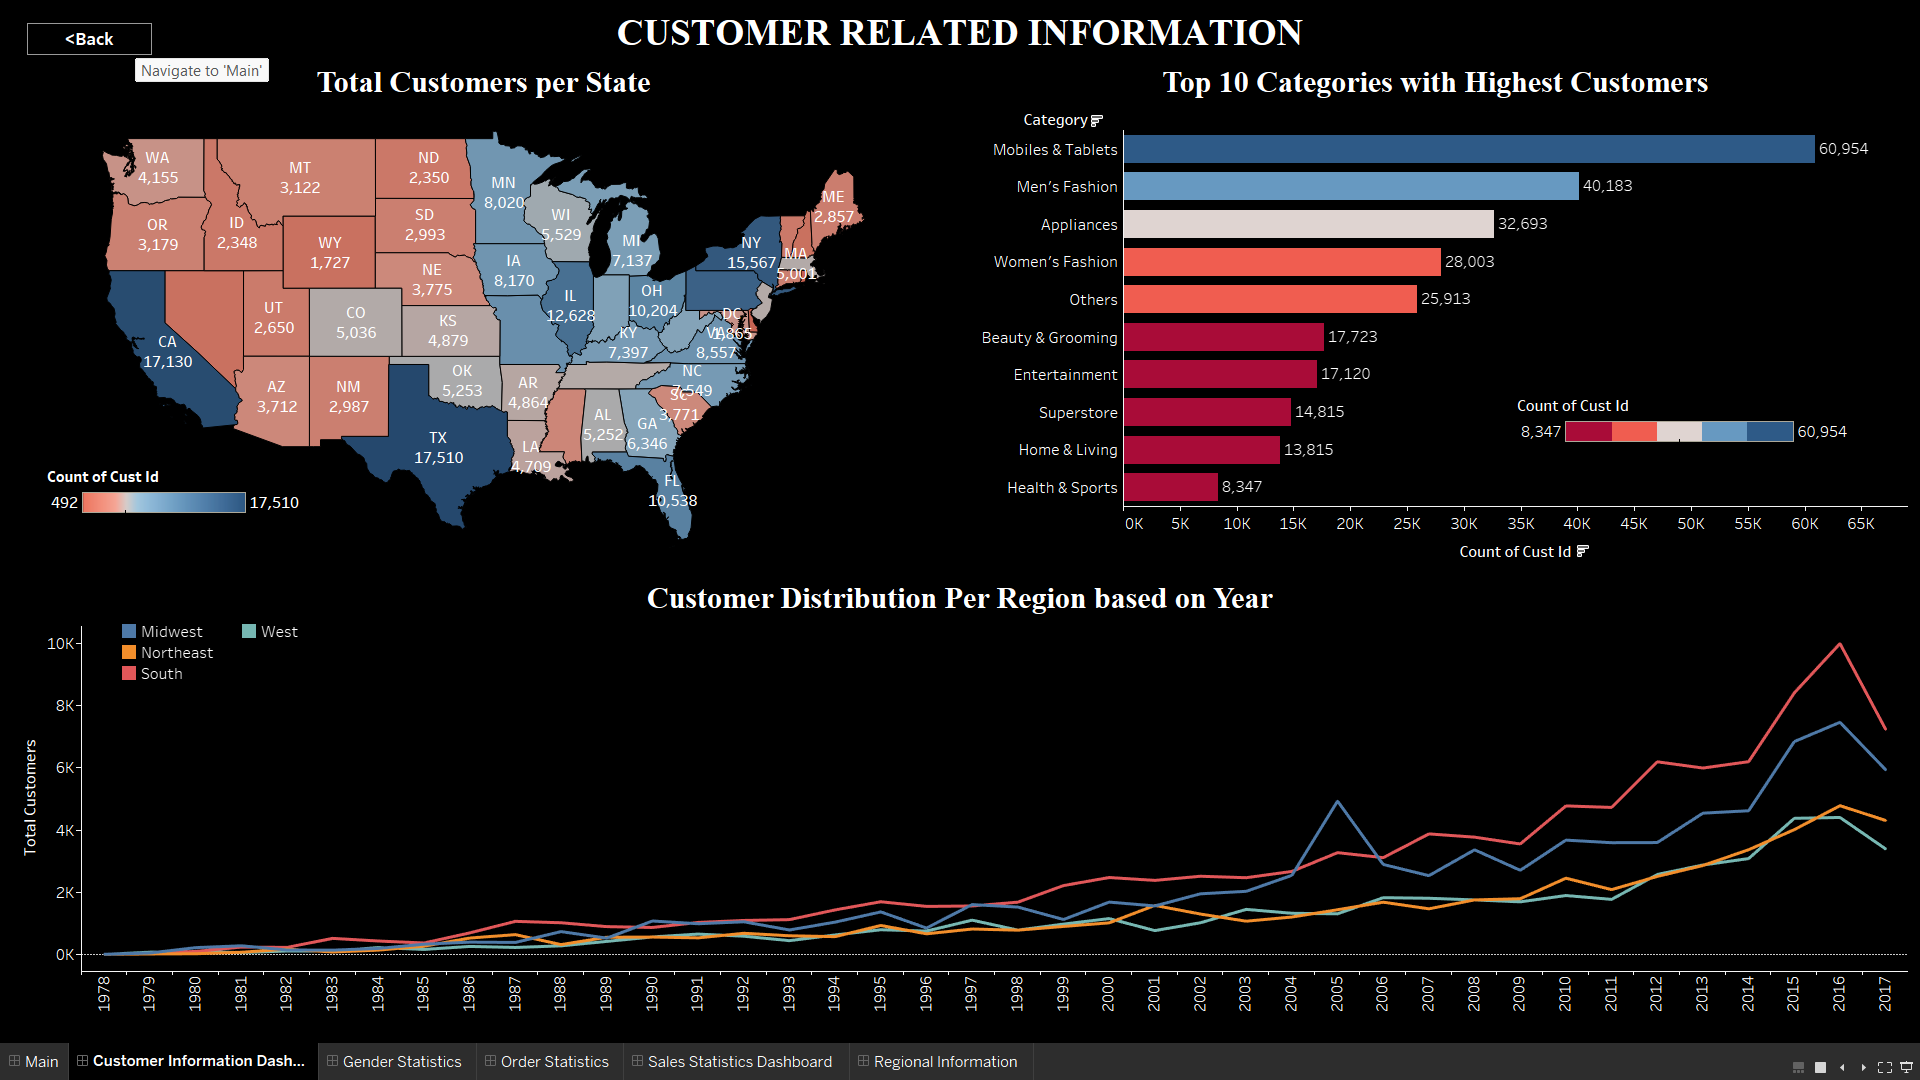 CUSTOMER RELATED INFORMATION
<Back
Navigate to 'Main'
Total Customers per State
WA
4,155
MT
3,122
ND
2,350
MN
8,020
OR
3,179
ID
2,348
SD
2,993
WI
5,529
ME
2,857
WY
1,727
MI
7,137
NY
15,567
MA
5,001
NE
3,775
IA
8,170
UT
2,650
CO
5,036
KS
4,879
IL
12,628
OH
10,204
DC
1,865
CA
17,130
KY
7,397
VA
8,557
AZ
3,712
NM
2,987
OK
5,253
AR
4,864
NC
7,549
SC
3,771
TX
17,510
AL
5,252
GA
6,346
LA
4,709
FL
10,538
Count of Cust Id
492 17,510
Top 10 Categories with Highest Customers
Category
Mobiles & Tablets 60,954
Men's Fashion 40,183
Appliances 32,693
Women's Fashion 28,003
Others 25,913
Beauty & Grooming 17,723
Entertainment 17,120
Superstore 14,815
Home & Living 13,815
Health & Sports 8,347
0K 5K 10K 15K 20K 25K 30K 35K 40K 45K 50K 55K 60K 65K
Count of Cust Id
Count of Cust Id
8,347 60,954
Customer Distribution Per Region based on Year
Midwest West
Northeast
South
Total Customers
10K
8K
6K
4K
2K
0K
1978 1979 1980 1981 1982 1983 1984 1985 1986 1987 1988 1989 1990 1991 1992 1993 1994 1995 1996 1997 1998 1999 2000 2001 2002 2003 2004 2005 2006 2007 2008 2009 2010 2011 2012 2013 2014 2015 2016 2017
Main Customer Information Dash... Gender Statistics Order Statistics Sales Statistics Dashboard Regional Information